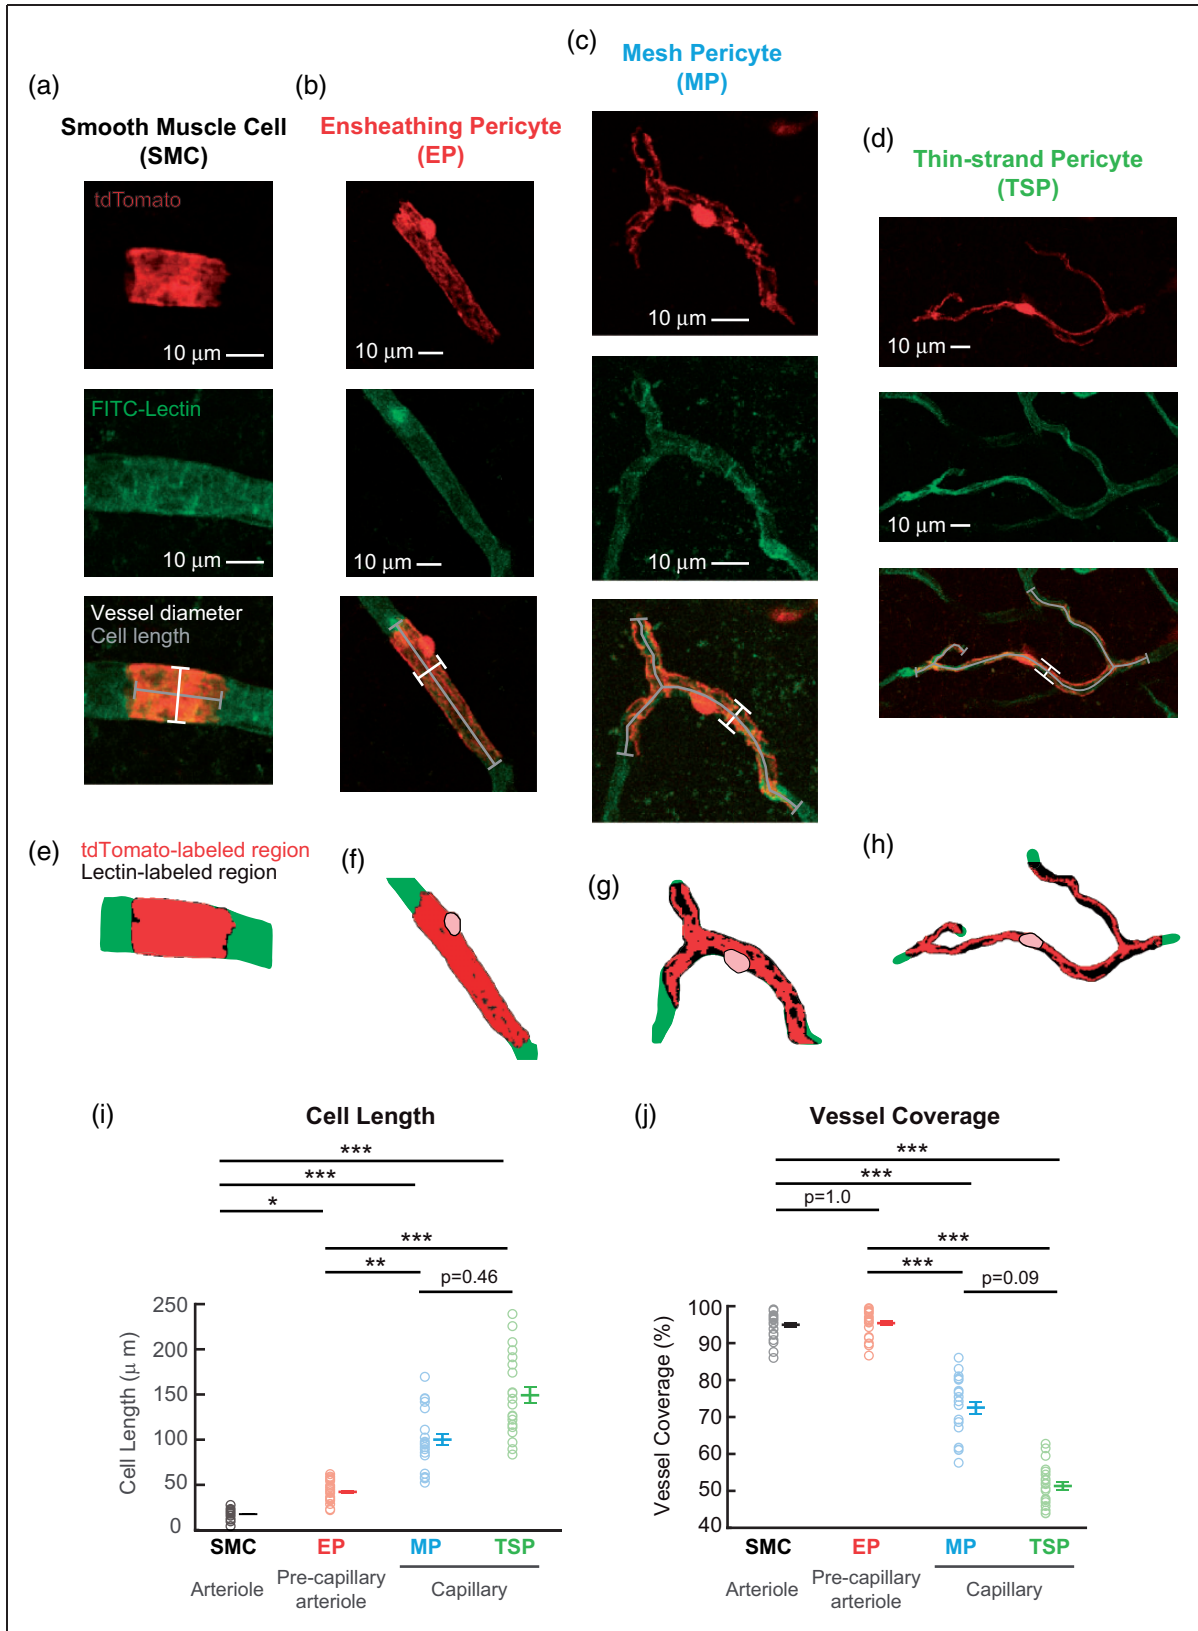 (a)
Smooth Muscle Cell
(SMC)
tdTomato
10 μm
FITC-Lectin
10 μm
Vessel diameter
Cell length
(b)
Ensheathing Pericyte
(EP)
10 μm
10 μm
(c)
Mesh Pericyte
(MP)
10 μm
10 μm
(d)
Thin-strand Pericyte
(TSP)
10 μm
10 μm
(e)
tdTomato-labeled region
Lectin-labeled region
(f)
(g)
(h)
(i)
Cell Length
***
***
*
***
**
p=0.46
Cell Length (μ m)
250
200
150
100
50
0
SMC
EP
MP
TSP
Arteriole
Pre-capillary
arteriole
Capillary
(j)
Vessel Coverage
***
***
p=1.0
***
***
p=0.09
Vessel Coverage (%)
100
90
80
70
60
50
40
SMC
EP
MP
TSP
Arteriole
Pre-capillary
arteriole
Capillary